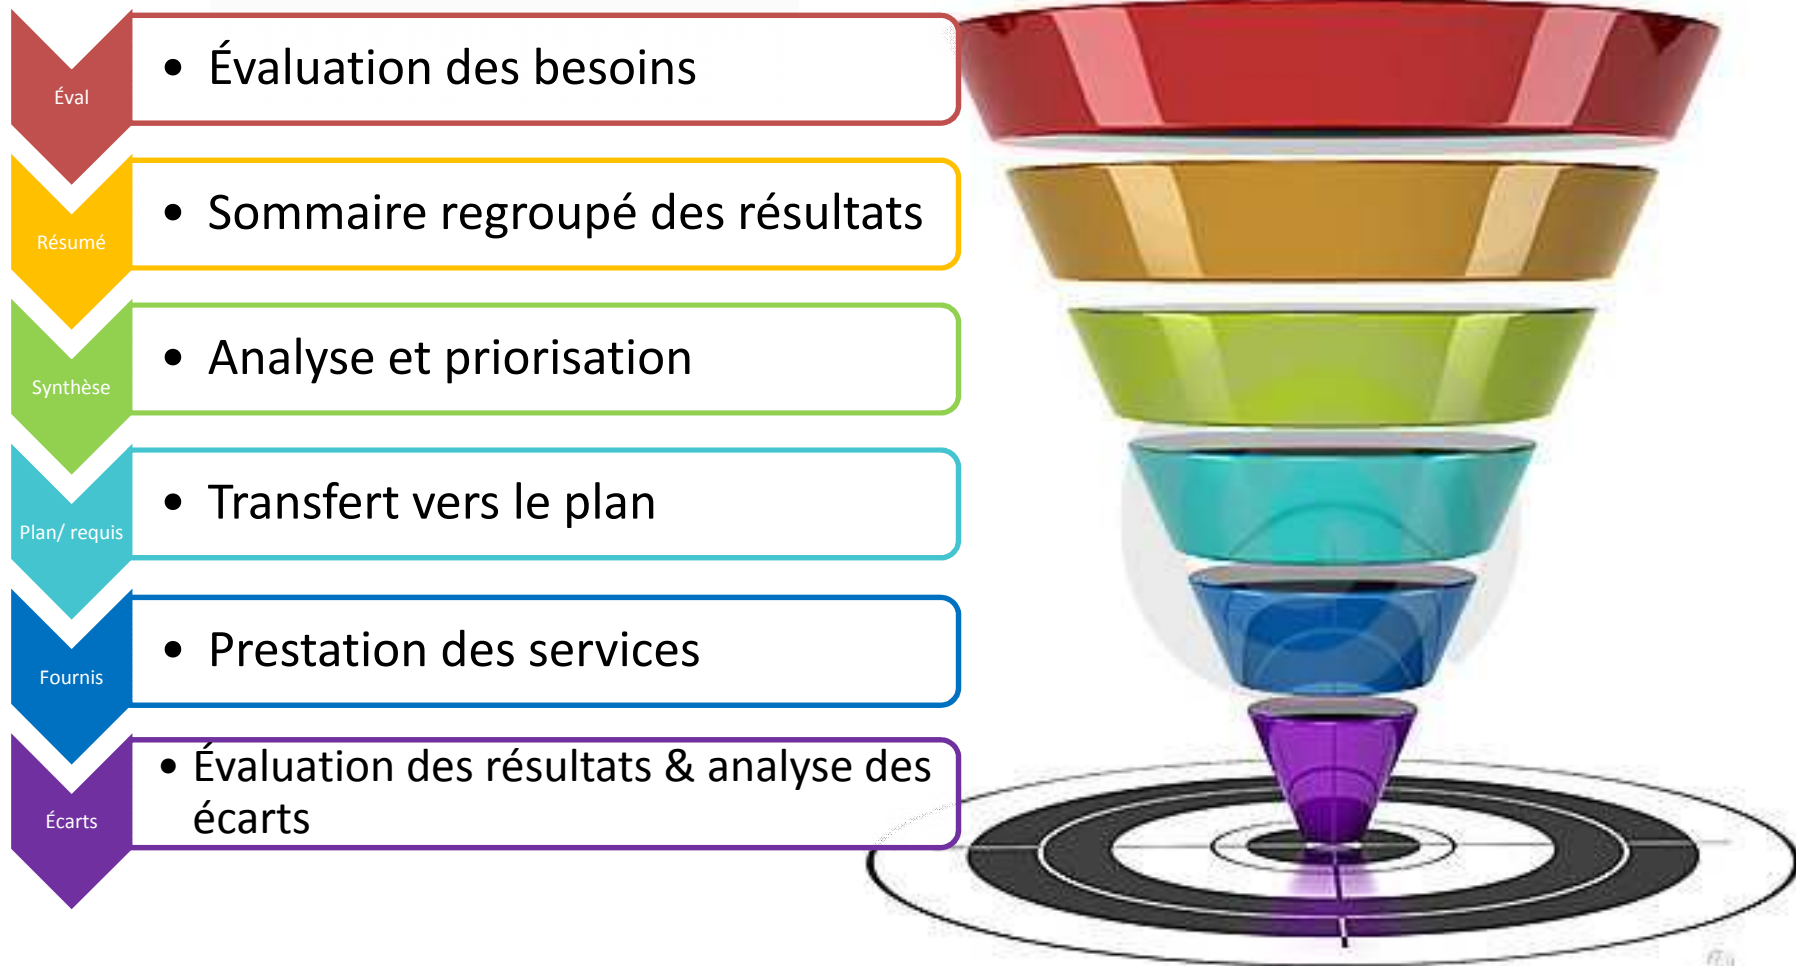 Éval
• Évaluation des besoins
Résumé
• Sommaire regroupé des résultats
Synthèse
• Analyse et priorisation
Plan/ requis
• Transfert vers le plan
Fournis
• Prestation des services
Écarts
• Évaluation des résultats & analyse des
écarts